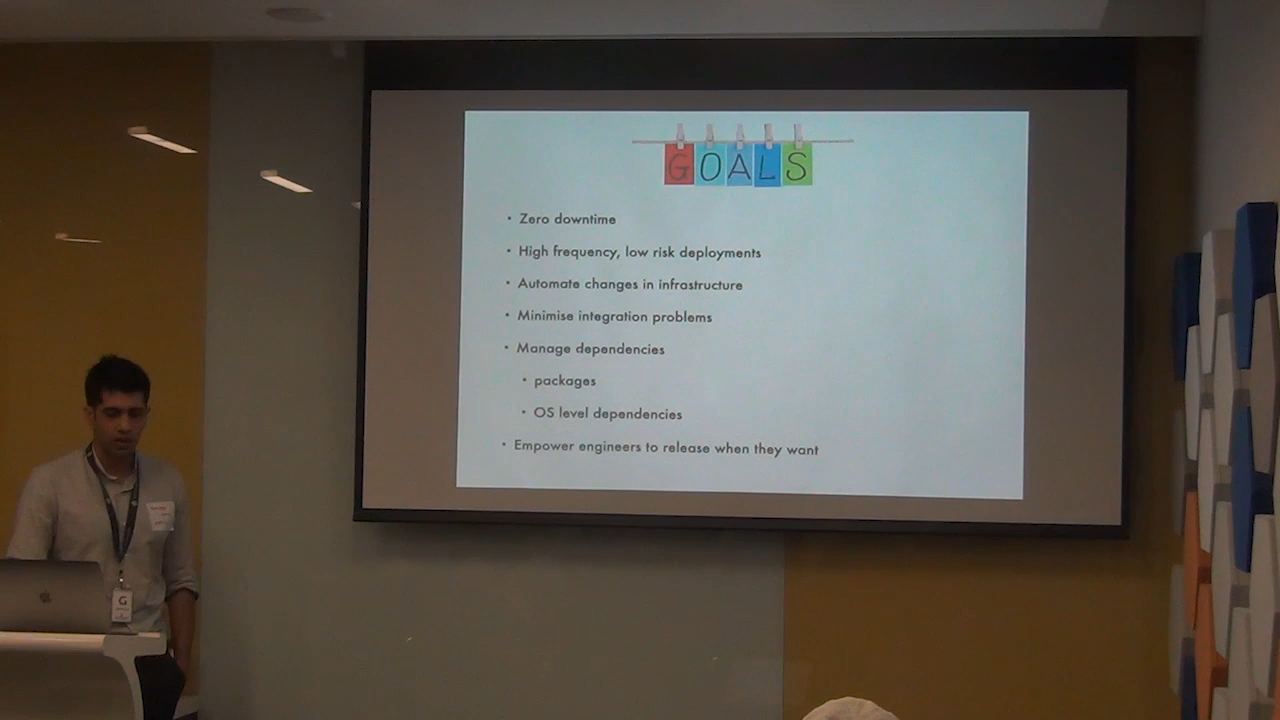 GOALS
• Zero downtime
• High frequency, low risk deployments
• Automate changes in infrastructure
• Minimise integration problems
• Manage dependencies
• packages
• OS level dependencies
• Empower engineers to release when they want
G